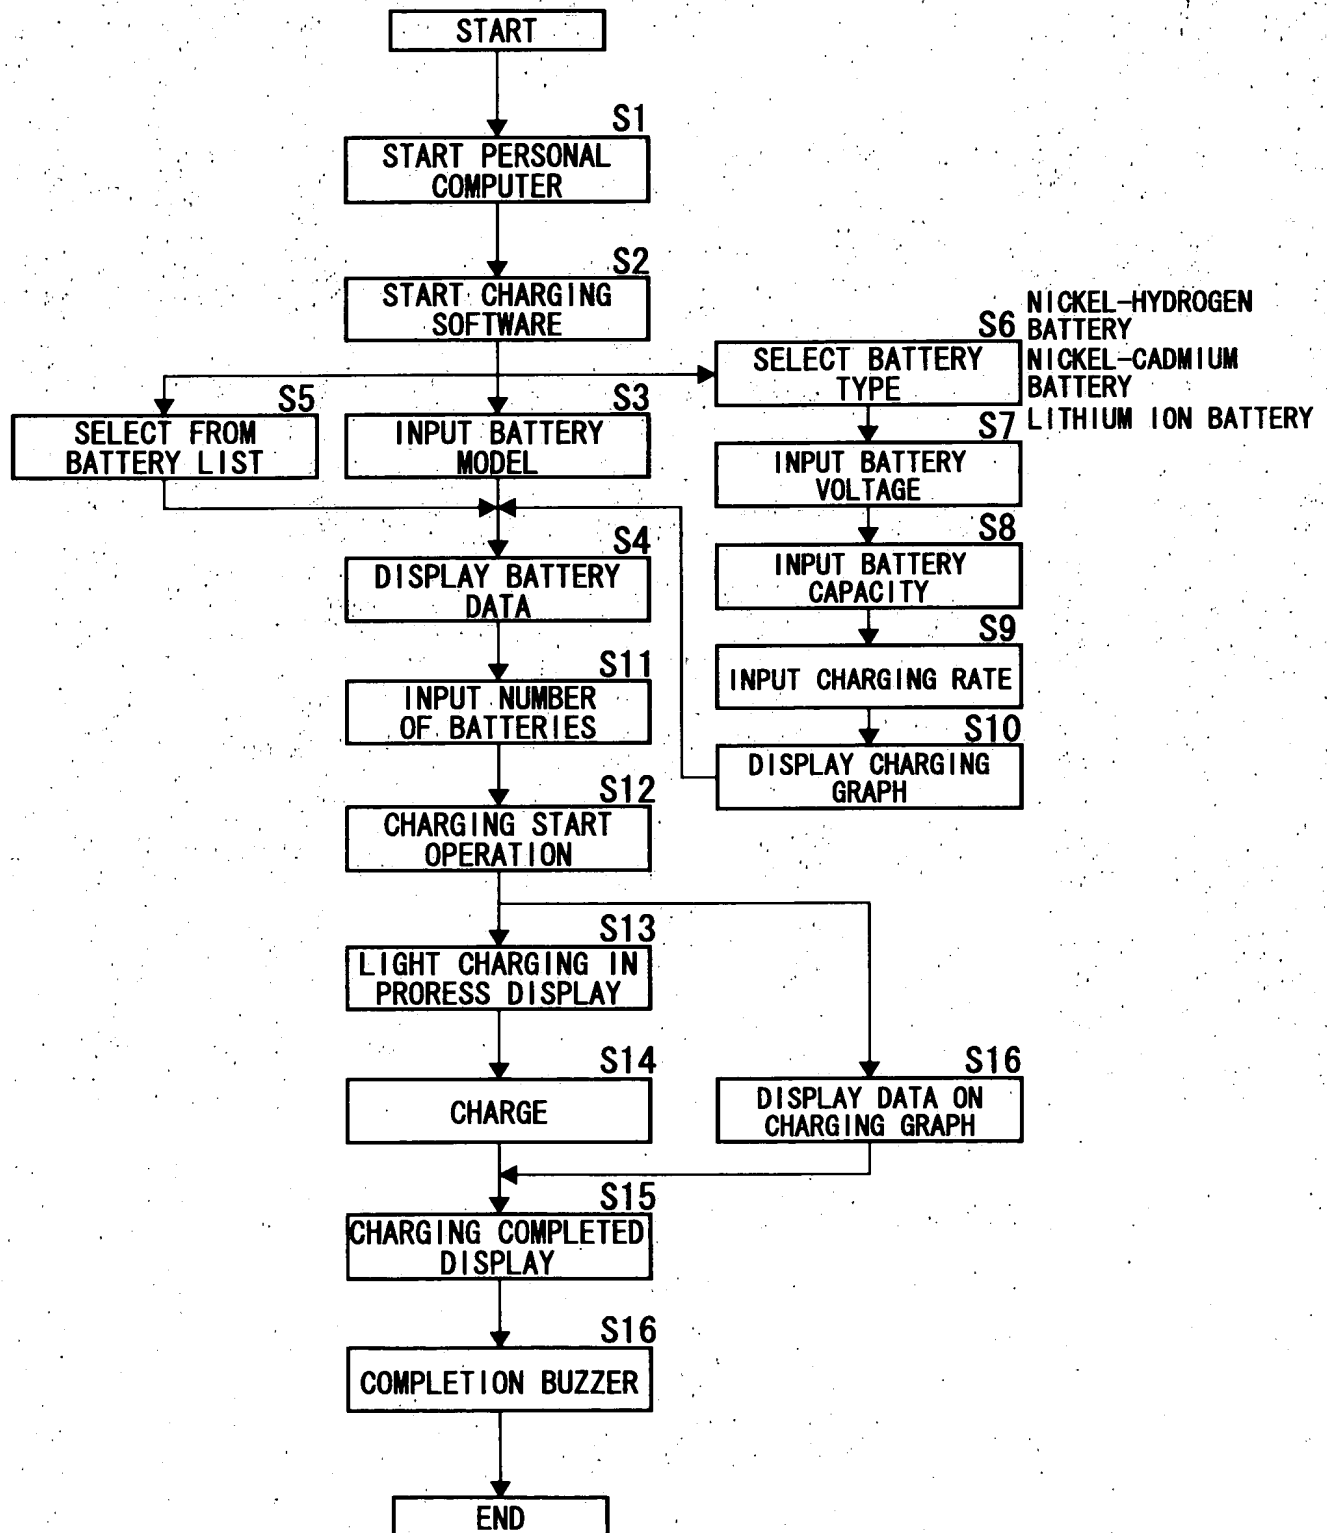 START
S1
START PERSONAL
COMPUTER
S2
START CHARGING
SOFTWARE
S5
SELECT FROM
BATTERY LIST
S3
INPUT BATTERY
MODEL
S6
SELECT BATTERY
TYPE
NICKEL-HYDROGEN
BATTERY
NICKEL-CADMIUM
BATTERY
LITHIUM ION BATTERY
S7
INPUT BATTERY
VOLTAGE
S8
INPUT BATTERY
CAPACITY
S9
INPUT CHARGING RATE
S10
DISPLAY CHARGING
GRAPH
S4
DISPLAY BATTERY
DATA
S11
INPUT NUMBER
OF BATTERIES
S12
CHARGING START
OPERATION
S13
LIGHT CHARGING IN
PRORESS DISPLAY
S14
CHARGE
S16
DISPLAY DATA ON
CHARGING GRAPH
S15
CHARGING COMPLETED
DISPLAY
S16
COMPLETION BUZZER
END